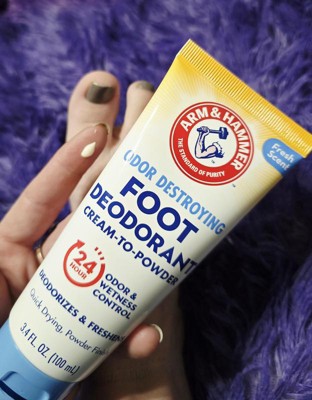 ARM & HAMMER
THE STANDARD OF PURITY
Fresh
Scent
ODOR DESTROYING
FOOT
DEODORANT
CREAM-TO-POWDER
24
HOUR
ODOR &
WETNESS
CONTROL
DEODORIZES & FRESHENS
Quick Drying, Powder Finish
3.4 FL. OZ. (100 mL)